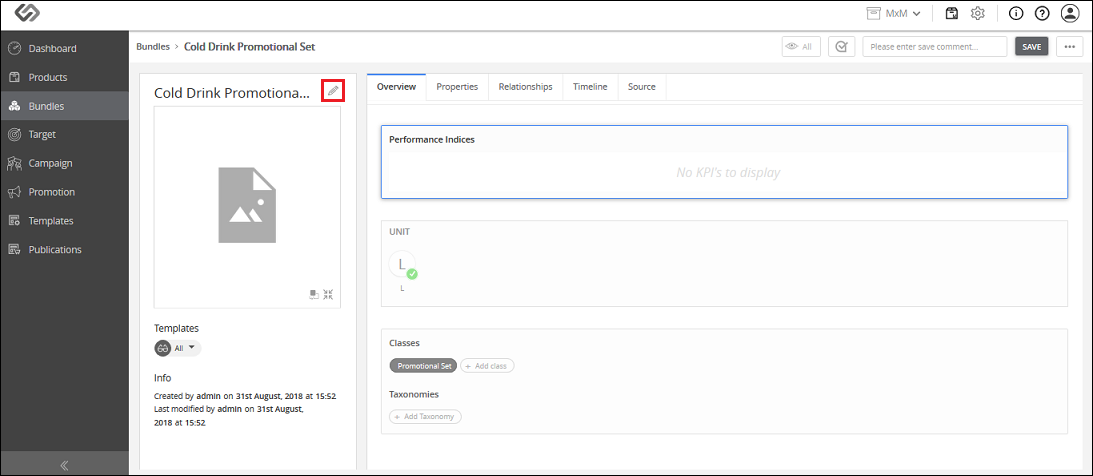 MxM
Dashboard
Products
Bundles
Target
Campaign
Promotion
Templates
Publications
Bundles > Cold Drink Promotional Set
All
Please enter save comment...
SAVE
Cold Drink Promotiona...
Templates
All
Info
Created by admin on 31st August, 2018 at 15:52
Last modified by admin on 31st August,
2018 at 15:52
Overview
Properties
Relationships
Timeline
Source
Performance Indices
No KPI's to display
UNIT
L
L
Classes
Promotional Set
+ Add class
Taxonomies
+ Add Taxonomy